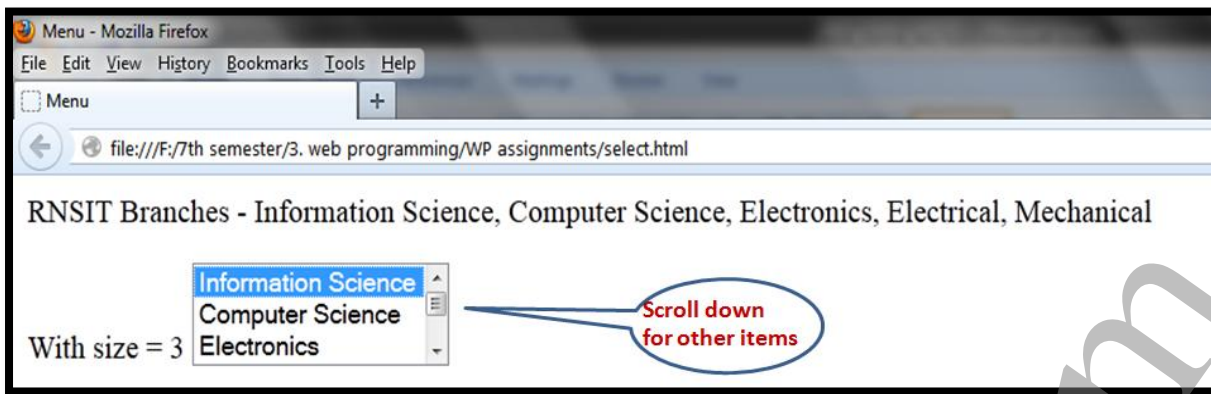 Menu - Mozilla Firefox
File Edit View History Bookmarks Tools Help
Menu +
file:///F:/7th semester/3. web programming/WP assignments/select.html
RNSIT Branches - Information Science, Computer Science, Electronics, Electrical, Mechanical
Information Science
Computer Science
With size = 3 Electronics
Scroll down
for other items